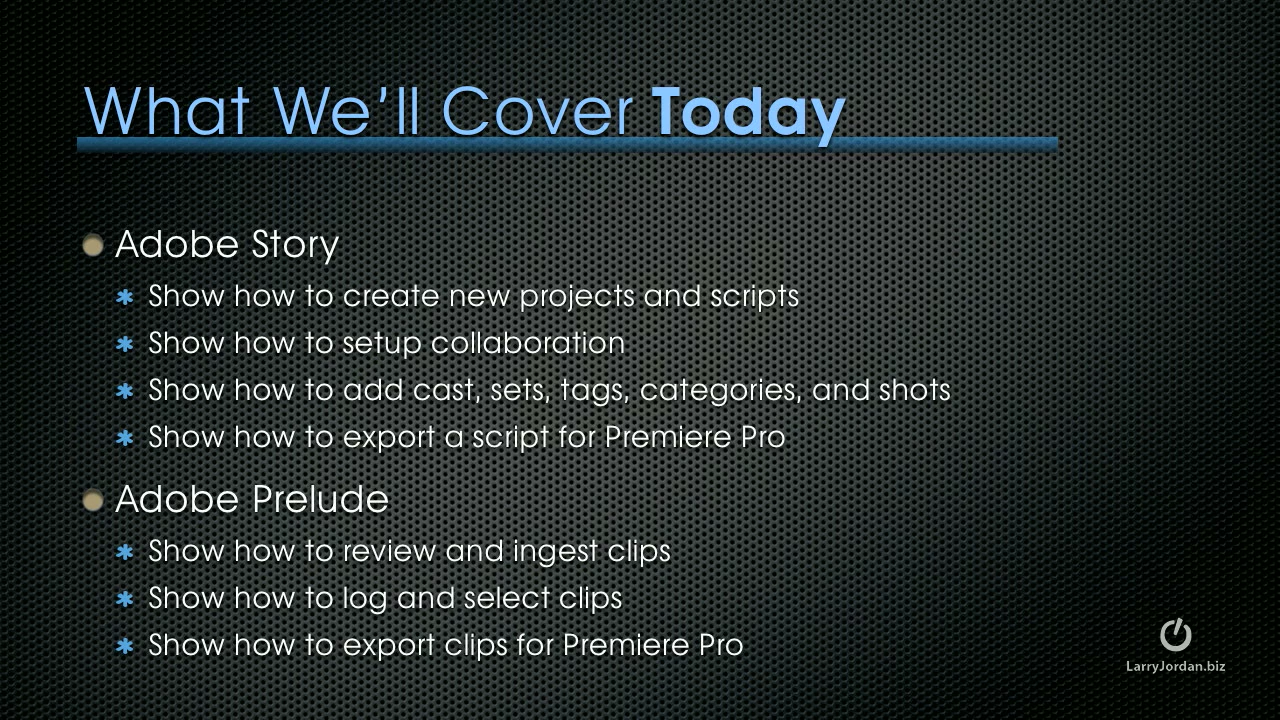 What We’ll Cover Today
Adobe Story
Show how to create new projects and scripts
Show how to setup collaboration
Show how to add cast, sets, tags, categories, and shots
Show how to export a script for Premiere Pro
Adobe Prelude
Show how to review and ingest clips
Show how to log and select clips
Show how to export clips for Premiere Pro
LarryJordan.biz